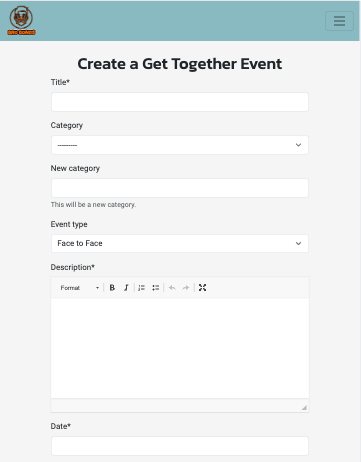 Create a Get Together Event
Title*
Category
---------
New category
This will be a new category.
Event type
Face to Face
Description*
Format
B I
Date*